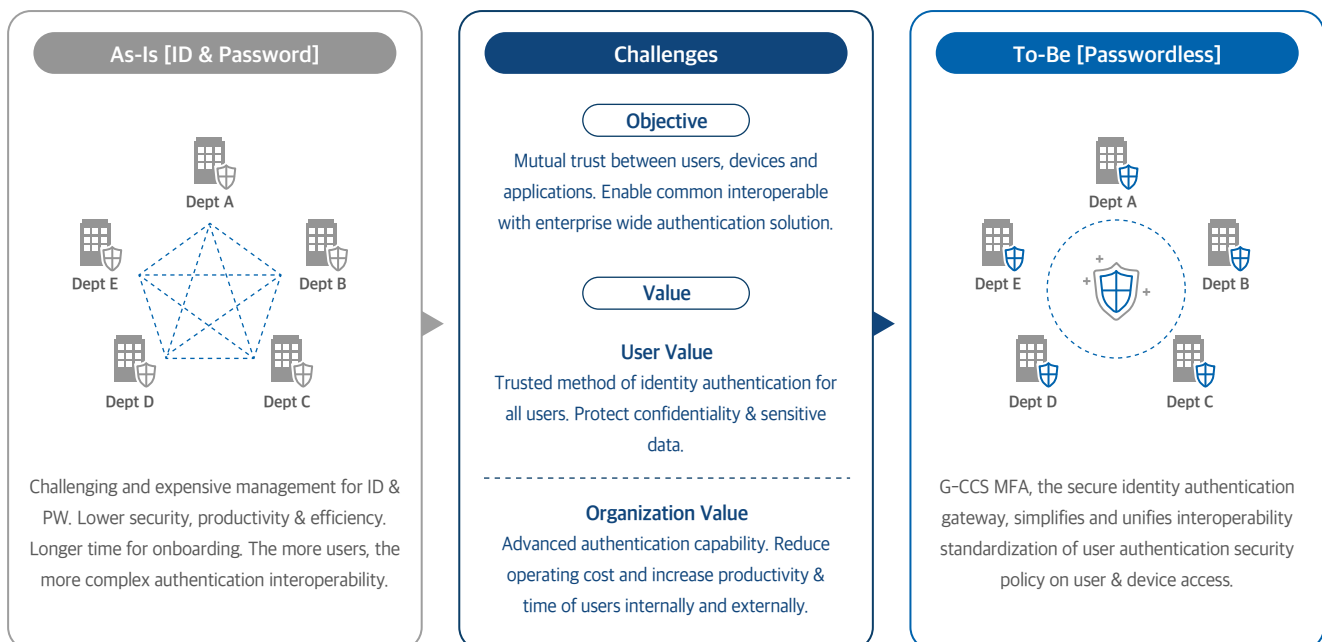 As-Is [ID & Password]
Dept A
Dept E
Dept B
Dept D
Dept C
Challenging and expensive management for ID &
PW. Lower security, productivity & efficiency.
Longer time for onboarding. The more users, the
more complex authentication interoperability.
Challenges
Objective
Mutual trust between users, devices and
applications. Enable common interoperable
with enterprise wide authentication solution.
Value
User Value
Trusted method of identity authentication for
all users. Protect confidentiality & sensitive
data.
Organization Value
Advanced authentication capability. Reduce
operating cost and increase productivity &
time of users internally and externally.
To-Be [Passwordless]
Dept A
Dept E
Dept B
Dept D
Dept C
G-CCS MFA, the secure identity authentication
gateway, simplifies and unifies interoperability
standardization of user authentication security
policy on user & device access.